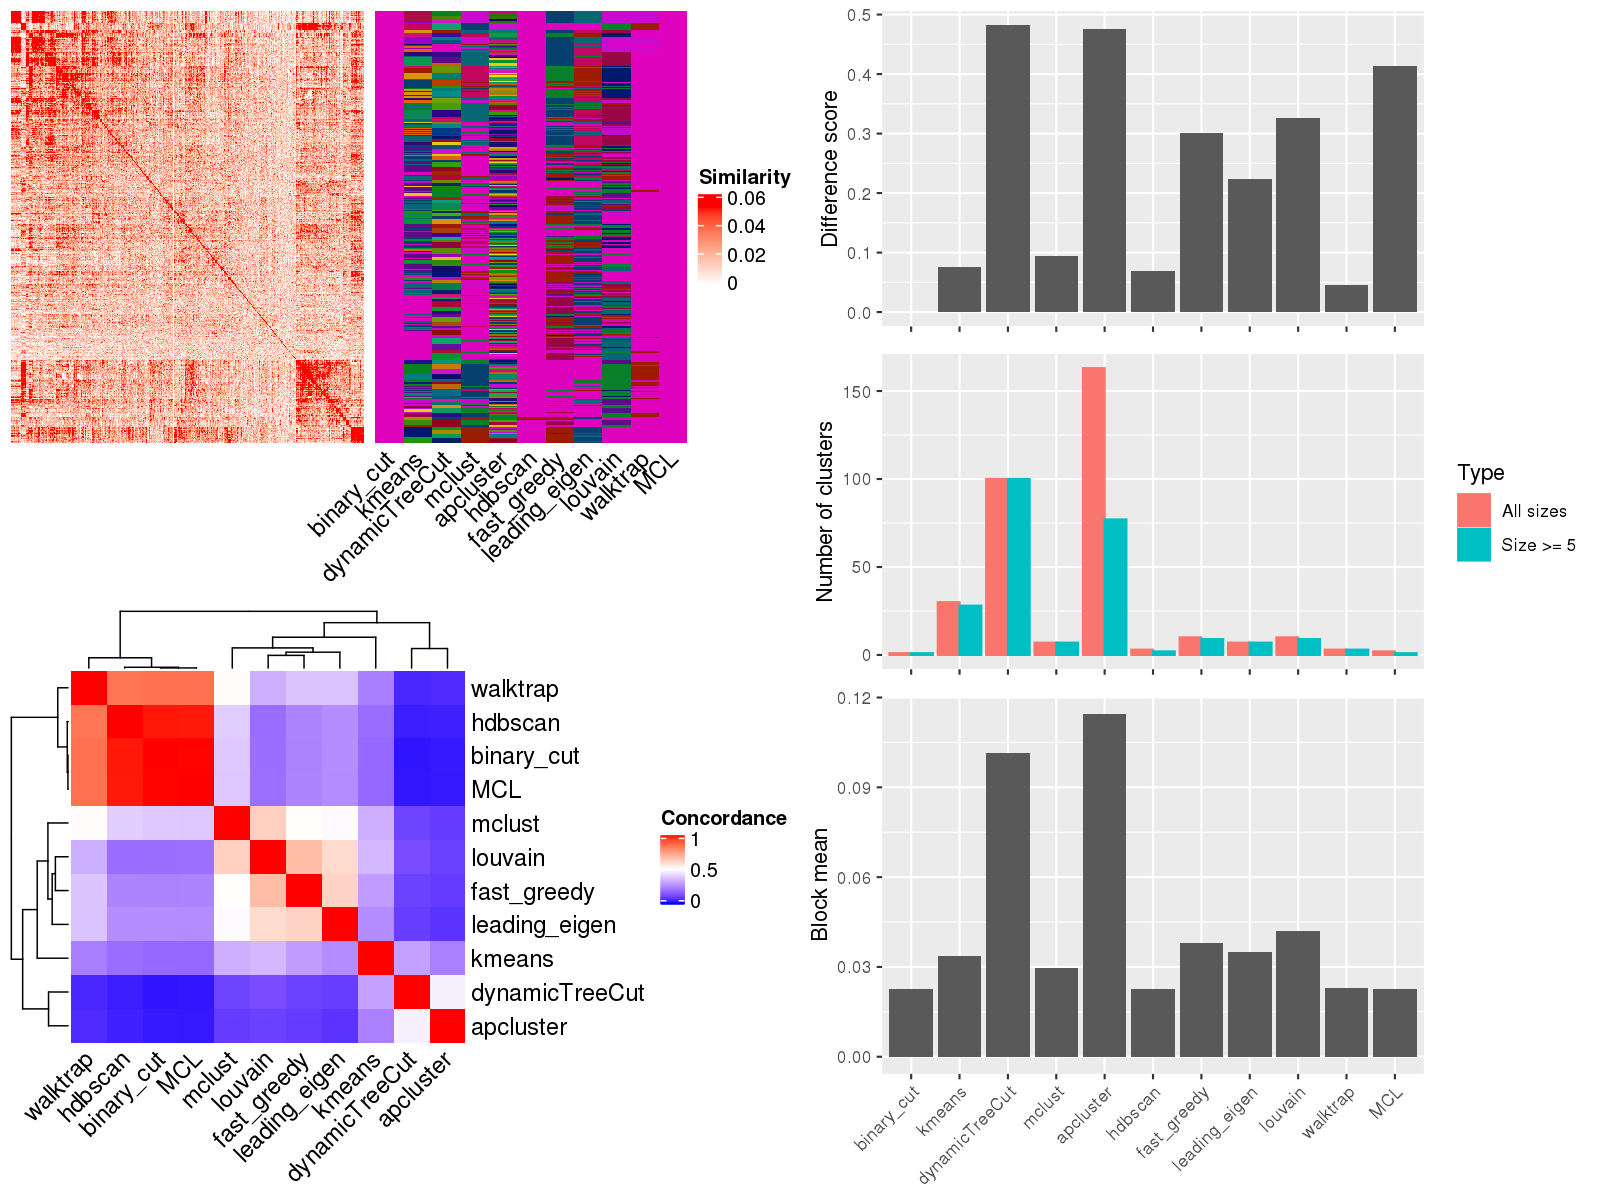 Similarity
0.06
0.04
0.02
0
binary_cut
kmeans
dynamicTreeCut
mclust
apcluster
hdbscan
fast_greedy
leading_eigen
louvain
walktrap
MCL
walktrap
hdbscan
binary_cut
MCL
mclust
louvain
fast_greedy
leading_eigen
kmeans
dynamicTreeCut
apcluster
Concordance
1
0.5
0
walktrap
hdbscan
binary_cut
MCL
mclust
louvain
fast_greedy
leading_eigen
kmeans
dynamicTreeCut
apcluster
Difference score
0.5
0.4
0.3
0.2
0.1
0.0
Number of clusters
150
100
50
0
Type
All sizes
Size >= 5
Block mean
0.12
0.09
0.06
0.03
0.00
binary_cut
kmeans
dynamicTreeCut
mclust
apcluster
hdbscan
fast_greedy
leading_eigen
louvain
walktrap
MCL